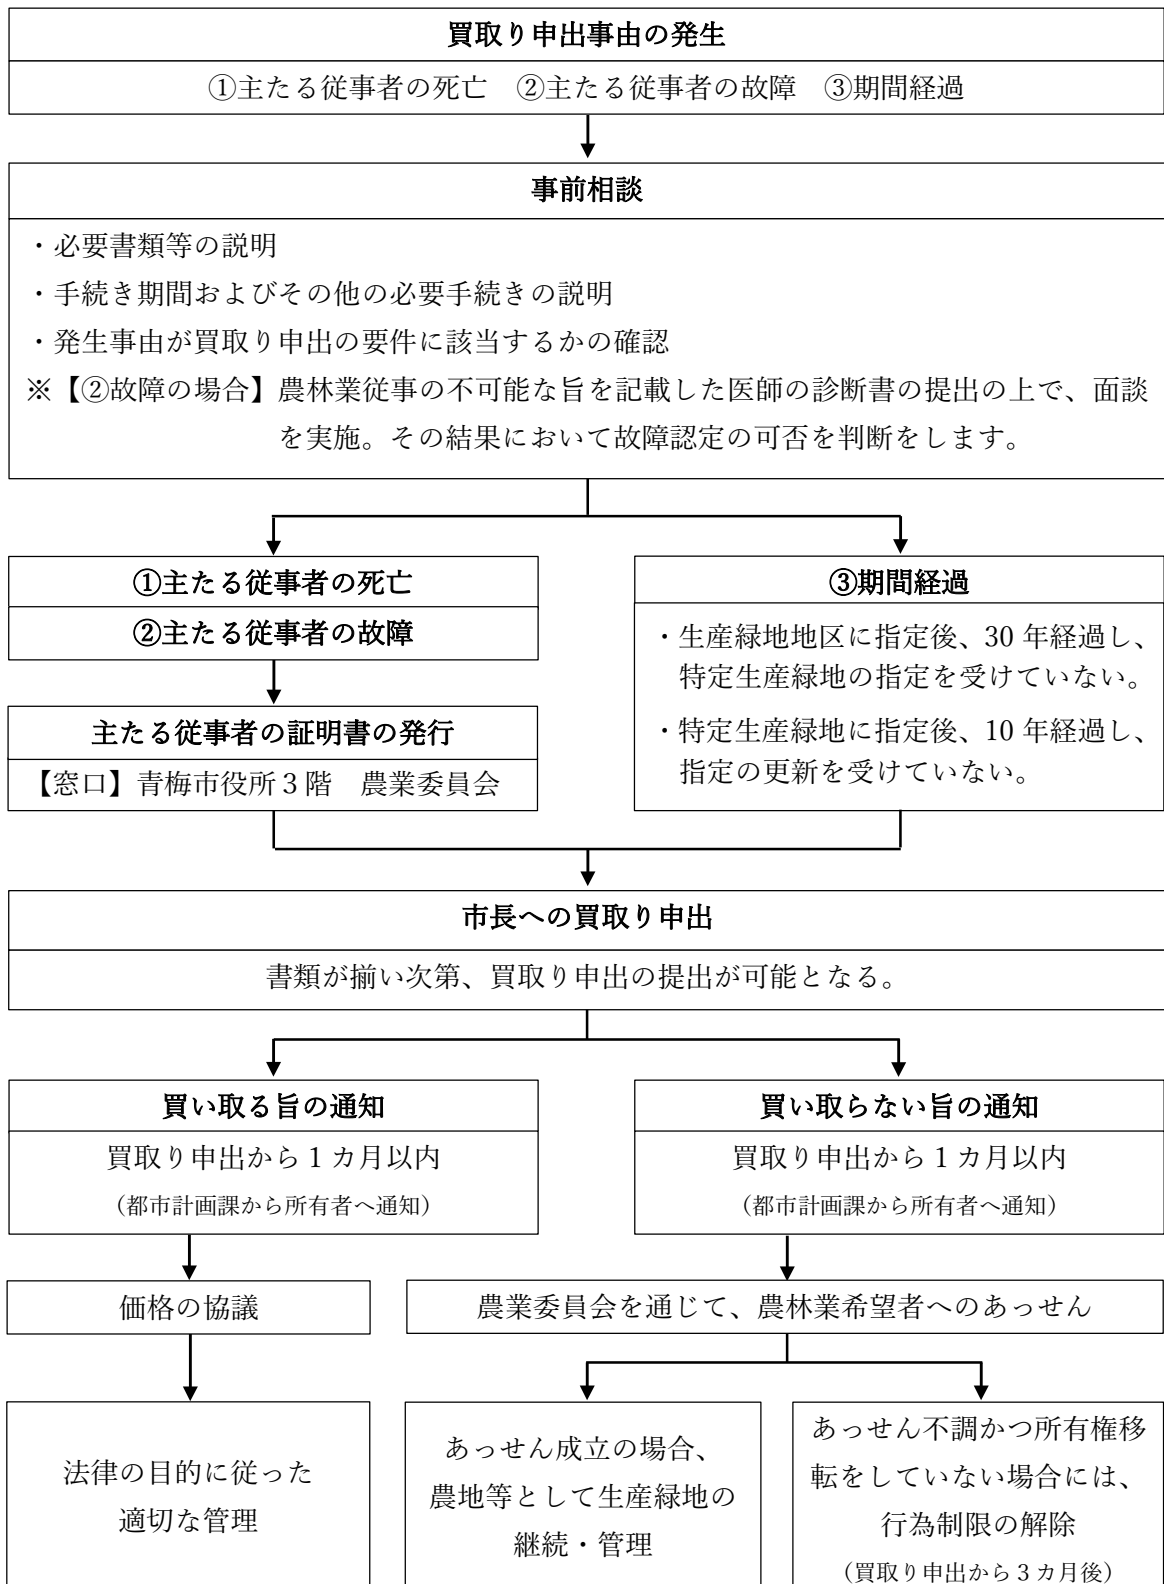 買取り申出事由の発生
①主たる従事者の死亡　②主たる従事者の故障　③期間経過
事前相談
・必要書類等の説明
・手続き期間およびその他の必要手続きの説明
・発生事由が買取り申出の要件に該当するかの確認
※【②故障の場合】農林業従事の不可能な旨を記載した医師の診断書の提出の上で、面談
を実施。その結果において故障認定の可否を判断をします。
①主たる従事者の死亡
②主たる従事者の故障
主たる従事者の証明書の発行
【窓口】青梅市役所３階　農業委員会
③期間経過
・生産緑地地区に指定後、30 年経過し、
特定生産緑地の指定を受けていない。
・特定生産緑地に指定後、10 年経過し、
指定の更新を受けていない。
市長への買取り申出
書類が揃い次第、買取り申出の提出が可能となる。
買い取る旨の通知
買取り申出から１カ月以内
（都市計画課から所有者へ通知）
買い取らない旨の通知
買取り申出から１カ月以内
（都市計画課から所有者へ通知）
価格の協議
農業委員会を通じて、農林業希望者へのあっせん
法律の目的に従った
適切な管理
あっせん成立の場合、
農地等として生産緑地の
継続・管理
あっせん不調かつ所有権移
転をしていない場合には、
行為制限の解除
（買取り申出から３カ月後）